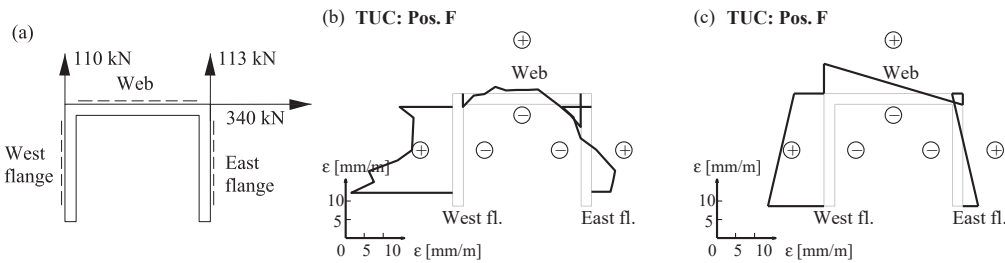 (a)
110 kN
113 kN
Web
340 kN
West
flange
East
flange
(b) TUC: Pos. F
+
Web
−
+ − + +
ε [mm/m]
10
5
West fl.
East fl.
0 5 10 ε [mm/m]
(c) TUC: Pos. F
+
Web
−
+ − − +
ε [mm/m]
10
5
West fl.
East fl.
0 5 10 ε [mm/m]